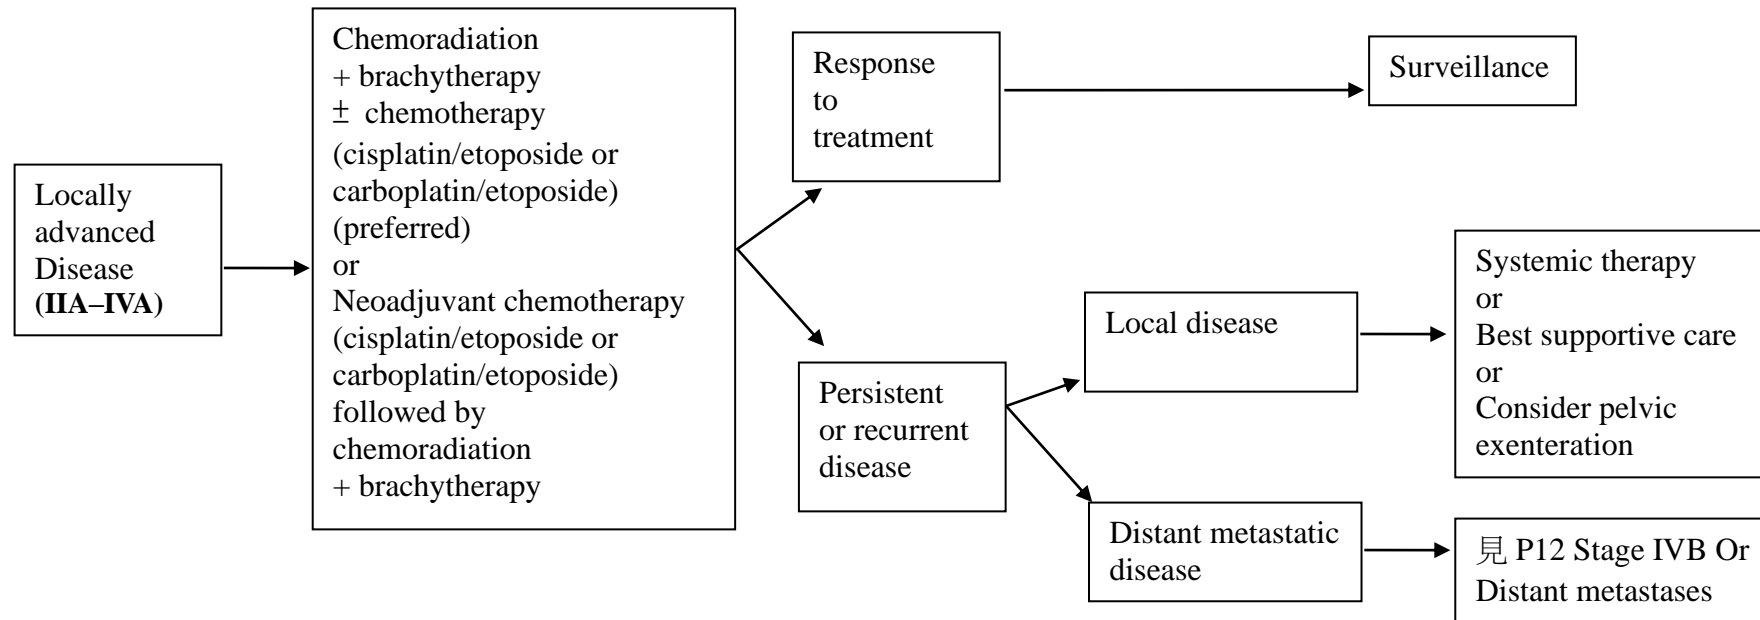 Locally
advanced
Disease
(IIA–IVA)
Chemoradiation
+ brachytherapy
± chemotherapy
(cisplatin/etoposide or
carboplatin/etoposide)
(preferred)
or
Neoadjuvant chemotherapy
(cisplatin/etoposide or
carboplatin/etoposide)
followed by
chemoradiation
+ brachytherapy
Response
to
treatment
Surveillance
Persistent
or recurrent
disease
Local disease
Systemic therapy
or
Best supportive care
or
Consider pelvic
exenteration
Distant metastatic
disease
見 P12 Stage IVB Or
Distant metastases